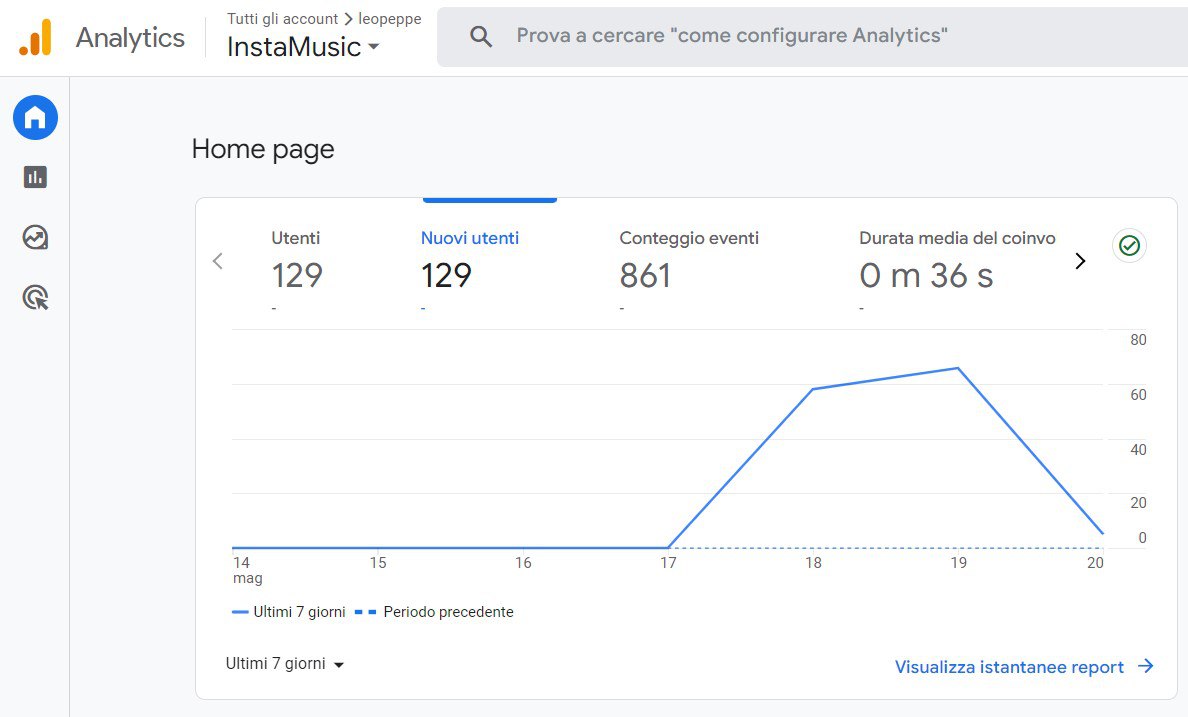 Analytics
Tutti gli account > leopeppe
InstaMusic
Prova a cercare "come configurare Analytics"
Home page
Utenti
129
-
Nuovi utenti
129
-
Conteggio eventi
861
-
Durata media del coinvo
0 m 36 s
-
80
60
40
20
0
14
mag
15
16
17
18
19
20
Ultimi 7 giorni
Periodo precedente
Ultimi 7 giorni
Visualizza istantanee report